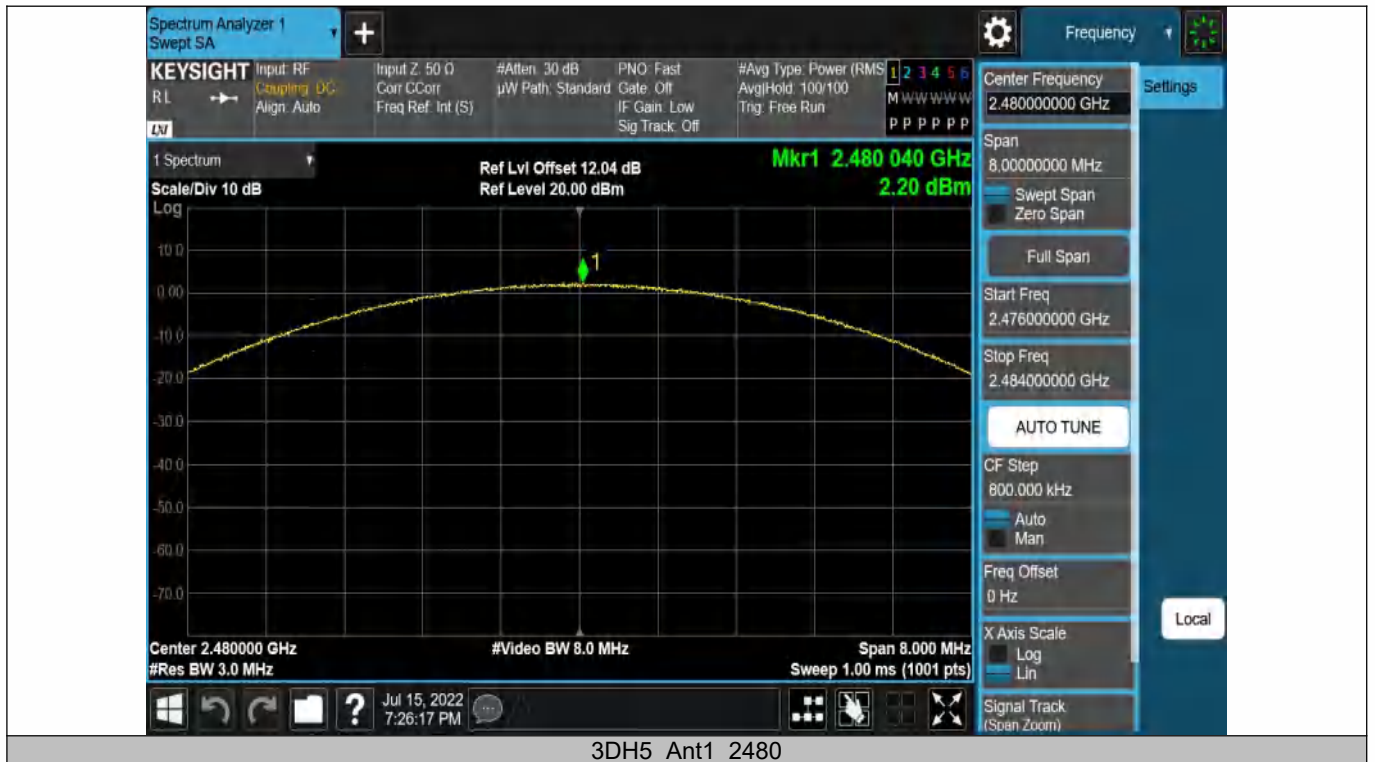 Spectrum Analyzer 1
Swept SA
+
Frequency
KEYSIGHT
RL
LXI
Input: RF
Coupling: DC
Align: Auto
Input Z: 50 Ω
Corr CCorr
Freq Ref: Int (S)
#Atten: 30 dB
µW Path: Standard
PNO: Fast
Gate: Off
IF Gain: Low
Sig Track: Off
#Avg Type: Power (RMS
Avg|Hold: 100/100
Trig: Free Run
1 2 3 4 5 6
M W W W W W
P P P P P P
Center Frequency
2.480000000 GHz
Settings
1 Spectrum
Scale/Div 10 dB
Log
Ref Lvl Offset 12.04 dB
Ref Level 20.00 dBm
Mkr1 2.480 040 GHz
2.20 dBm
Span
8.00000000 MHz
Swept Span
Zero Span
Full Span
Start Freq
2.476000000 GHz
Stop Freq
2.484000000 GHz
AUTO TUNE
CF Step
800.000 kHz
Auto
Man
Freq Offset
0 Hz
X Axis Scale
Log
Lin
Signal Track
(Span Zoom)
Local
10.0
0.00
-10.0
-20.0
-30.0
-40.0
-50.0
-60.0
-70.0
1
Center 2.480000 GHz
#Res BW 3.0 MHz
#Video BW 8.0 MHz
Span 8.000 MHz
Sweep 1.00 ms (1001 pts)
?
Jul 15, 2022
7:26:17 PM
3DH5_Ant1_2480